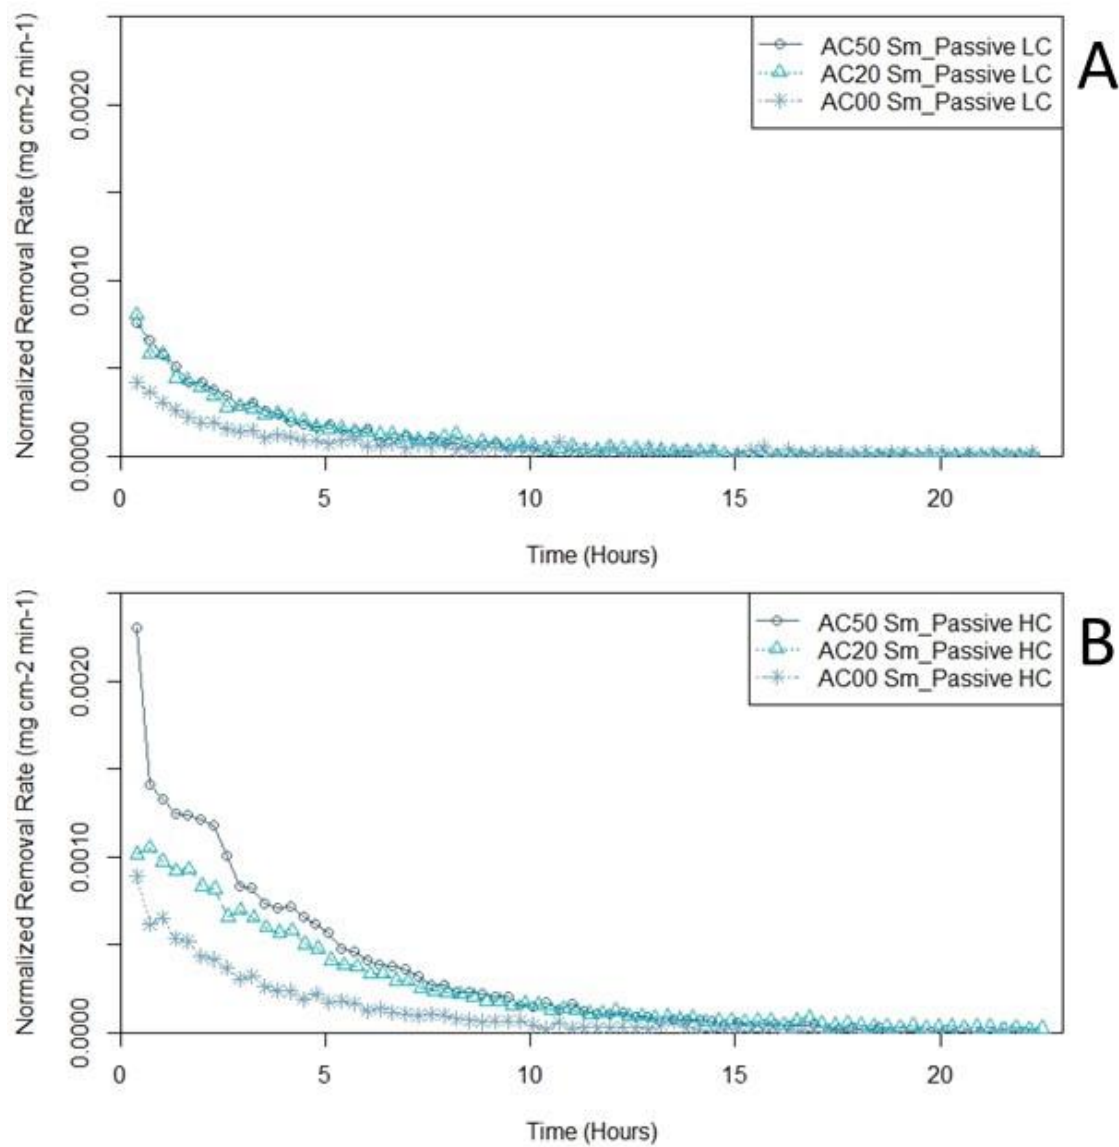 AC50 Sm_Passive LC
AC20 Sm_Passive LC
AC00 Sm_Passive LC
A
Normalized Removal Rate (mg cm-2 min-1)
0.0020
0.0010
0.0000
0 5 10 15 20
Time (Hours)
AC50 Sm_Passive HC
AC20 Sm_Passive HC
AC00 Sm_Passive HC
B
Normalized Removal Rate (mg cm-2 min-1)
0.0020
0.0010
0.0000
0 5 10 15 20
Time (Hours)